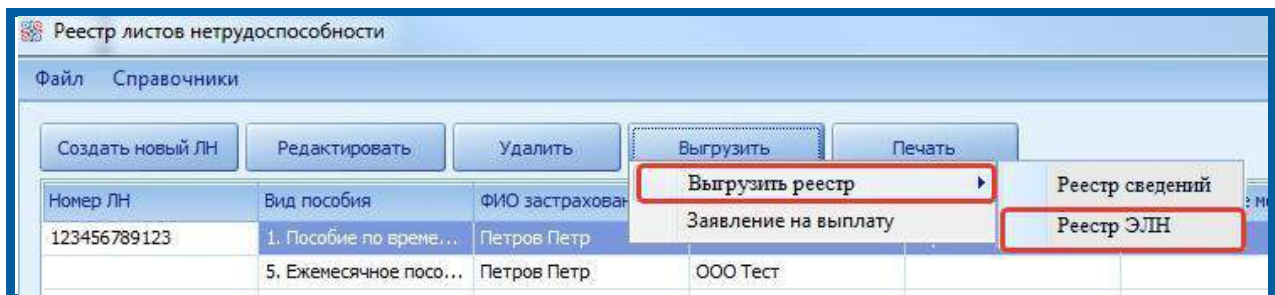 Реестр листов нетрудоспособности
Файл Справочники
Создать новый ЛН Редактировать Удалить Выгрузить Печать
Выгрузить реестр Реестр сведений
Номер ЛН Вид пособия ФИО застрахован
Заявление на выплату Реестр ЭЛН
123456789123 1. Пособие по време... Петров Петр
5. Ежемесячное посо... Петров Петр ООО Тест